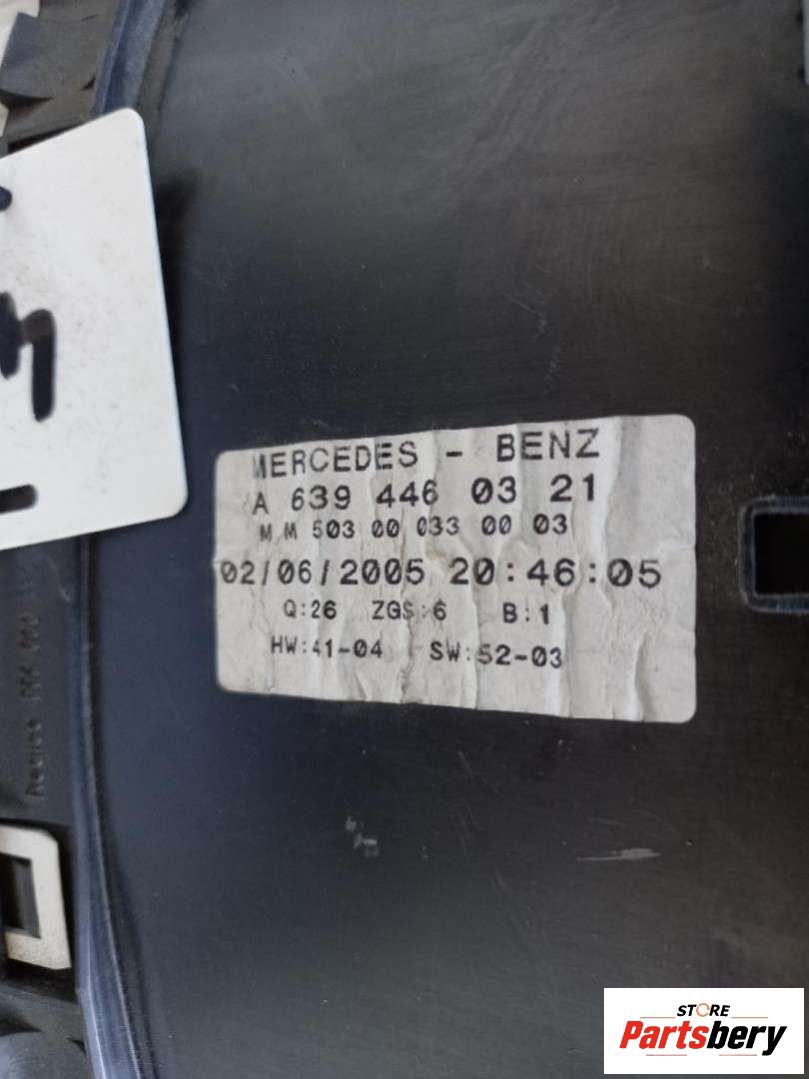 MERCEDES - BENZ
A 639 446 03 21
M M 503 00 033 00 03
02/06/2005 20:46:05
Q:26 ZGS:6 B:1
HW:41-04 SW:52-03
STORE
Partsbery